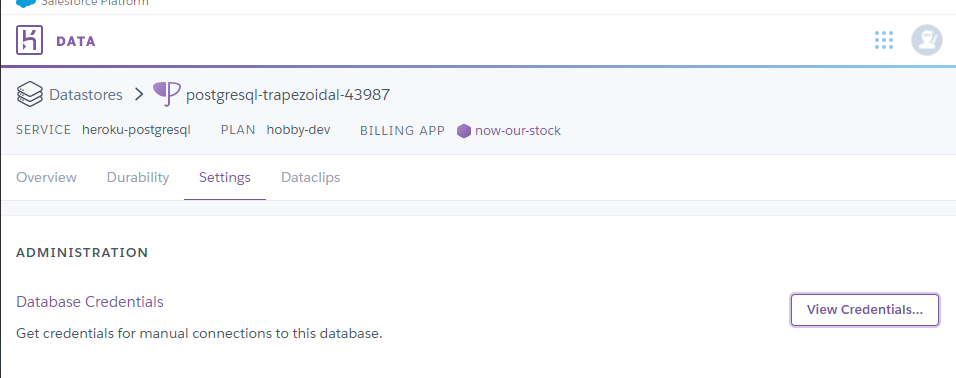 Salesforce Platform
DATA
Datastores postgresql-trapezoidal-43987
SERVICE heroku-postgresql PLAN hobby-dev BILLING APP now-our-stock
Overview Durability Settings Dataclips
ADMINISTRATION
Database Credentials
View Credentials...
Get credentials for manual connections to this database.